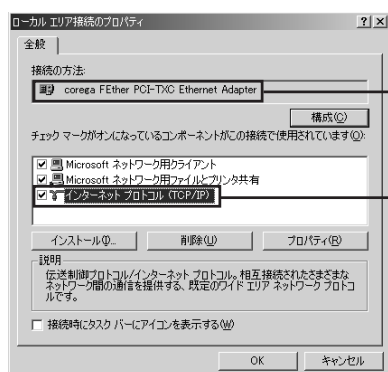 ローカル エリア接続のプロパティ
全般
接続の方法:
corega FEther PCI-TXC Ethernet Adapter
構成(C)
チェック マークがオンになっているコンポーネントがこの接続で使用されています(O):
Microsoft ネットワーク用クライアント
Microsoft ネットワーク用ファイルとプリンタ共有
インターネット プロトコル (TCP/IP)
インストール(I)...
削除(U)
プロパティ(R)
説明
伝送制御プロトコル/インターネット プロトコル。相互接続されたさまざまな
ネットワーク間の通信を提供する、既定のワイド エリア ネットワーク プロトコ
ルです。
接続時にタスク バーにアイコンを表示する(W)
OK
キャンセル